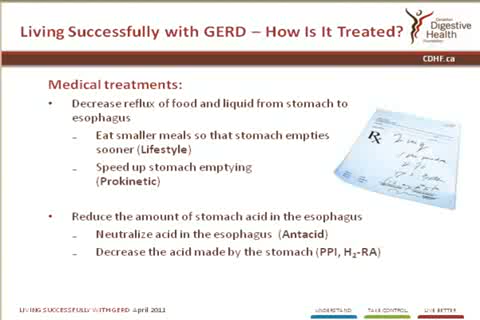 Living Successfully with GERD – How Is It Treated?
Canadian
Digestive
Health
Foundation
CDHF.ca
Medical treatments:
• Decrease reflux of food and liquid from stomach to
esophagus
– Eat smaller meals so that stomach empties
sooner (Lifestyle)
– Speed up stomach emptying
(Prokinetic)
• Reduce the amount of stomach acid in the esophagus
– Neutralize acid in the esophagus (Antacid)
– Decrease the acid made by the stomach (PPI, H₂-RA)
Rx
LIVING SUCCESSFULLY WITH GERD April 2011
UNDERSTAND
TAKE CONTROL
LIVE BETTER